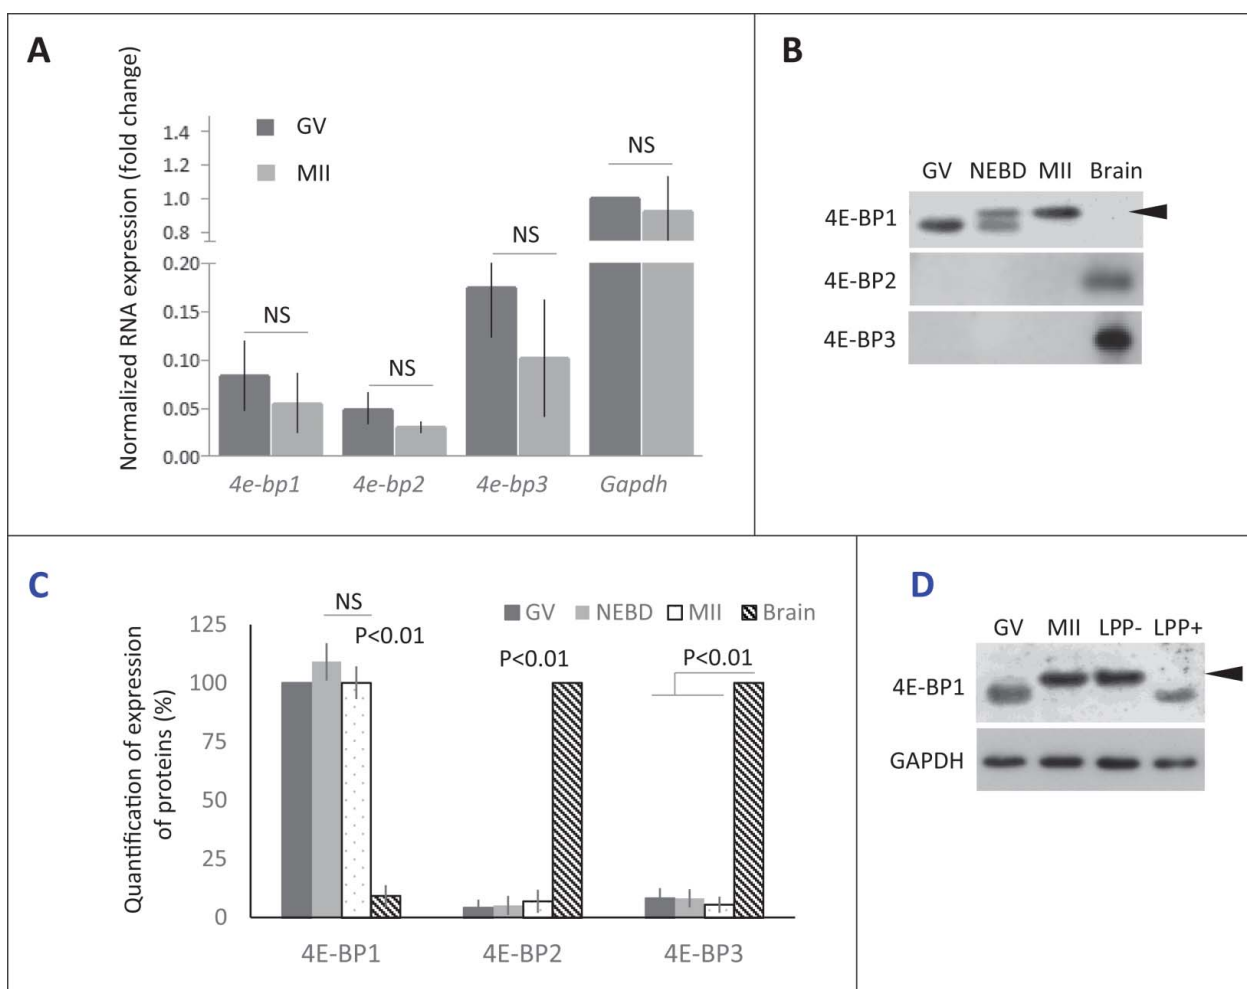 A
Normalized RNA expression (fold change)
GV
MII
1.4
1.2
1.0
0.8
0.20
0.15
0.10
0.05
0.00
NS
NS
NS
NS
4e-bp1 4e-bp2 4e-bp3 Gapdh
B
GV NEBD MII Brain
4E-BP1
4E-BP2
4E-BP3
C
Quantification of expression
of proteins (%)
GV NEBD MII Brain
125
100
75
50
25
0
NS
P<0.01
P<0.01
P<0.01
4E-BP1 4E-BP2 4E-BP3
D
GV MII LPP- LPP+
4E-BP1
GAPDH